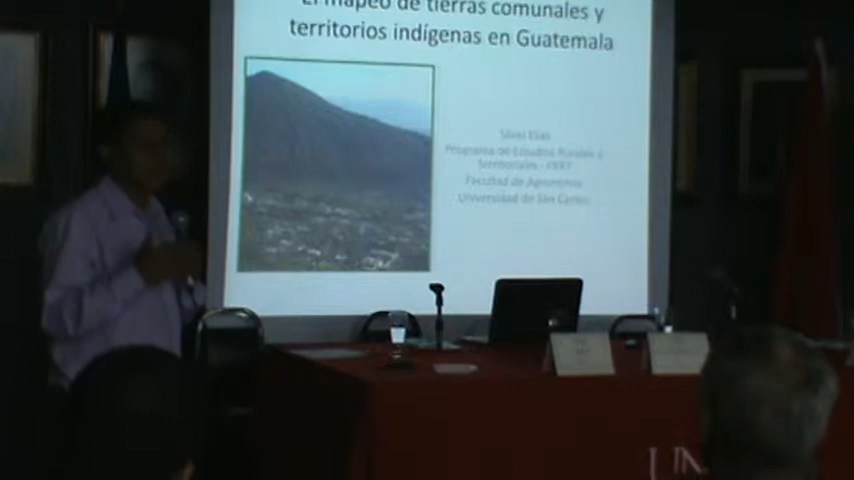 El mapeo de tierras comunales y
territorios indígenas en Guatemala
Silvel Elías
Programa de Estudios Rurales y
Territoriales - PERT
Facultad de Agronomía
Universidad de San Carlos
UN